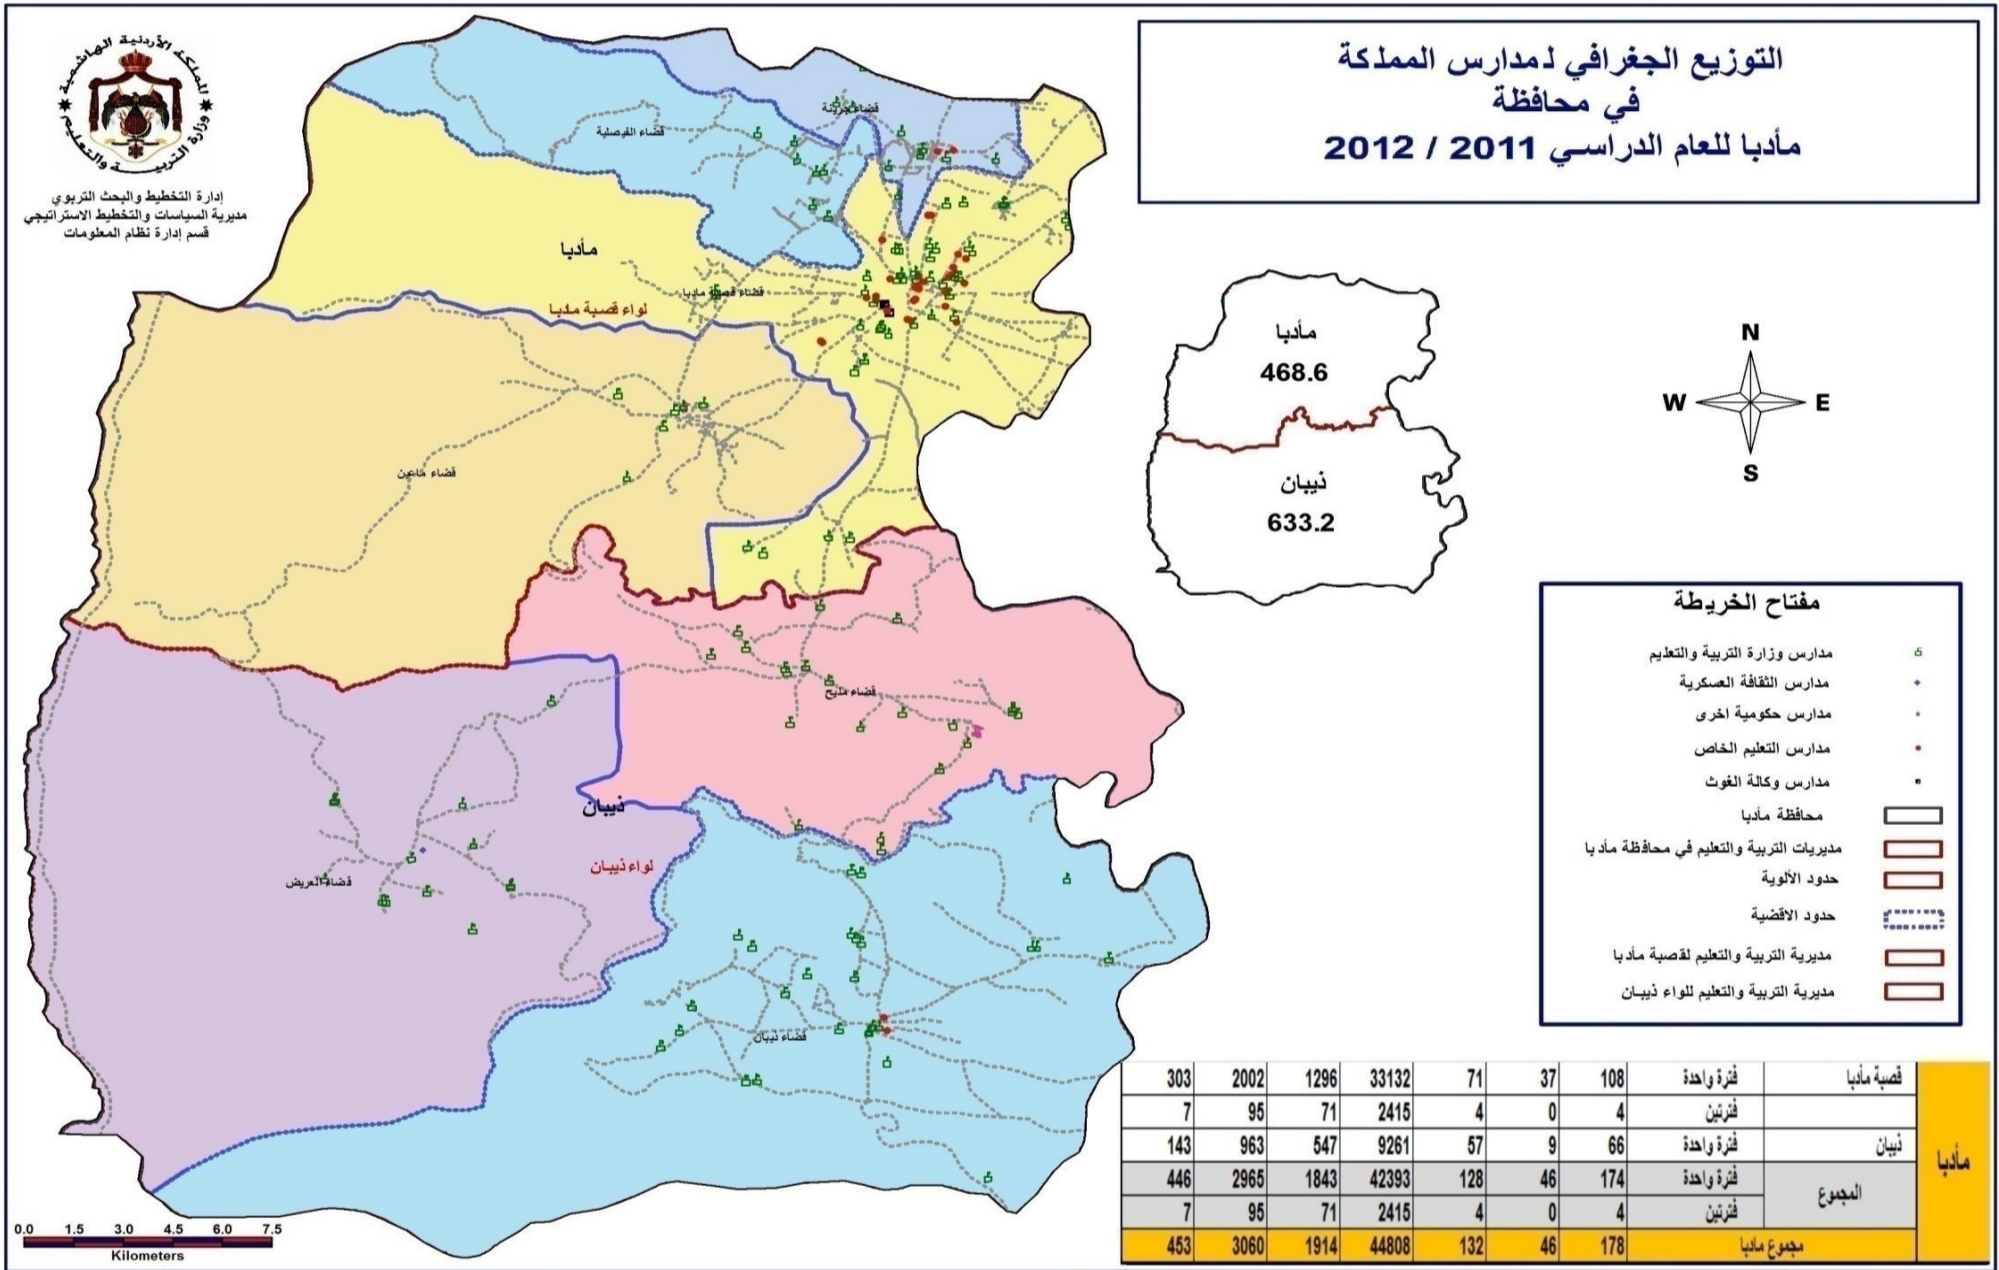 التوزيع الجغرافي لمدارس المملكة
في محافظة
مأدبا للعام الدراسي 2011 / 2012
المملكة الأردنية الهاشمية
وزارة التربية والتعليم
إدارة التخطيط والبحث التربوي
مديرية السياسات والتخطيط الاستراتيجي
قسم إدارة نظام المعلومات
قضاء جرينة
قضاء الفيصلية
مأدبا
قضاء قصبة مادبا
لواء قصبة مادبا
قضاء ماعين
قضاء مليح
ذيبان
لواء ذيبان
قضاء العريض
قضاء ذيبان
مأدبا
468.6
ذيبان
633.2
N
W E
S
مفتاح الخريطة
مدارس وزارة التربية والتعليم
مدارس الثقافة العسكرية
مدارس حكومية اخرى
مدارس التعليم الخاص
مدارس وكالة الغوث
محافظة مأدبا
مديريات التربية والتعليم في محافظة مأدبا
حدود الألوية
حدود الاقضية
مديرية التربية والتعليم لقصبة مأدبا
مديرية التربية والتعليم للواء ذيبان
مأدبا
قصبة مأدبا فترة واحدة 108 37 71 33132 1296 2002 303
فترتين 4 0 4 2415 71 95 7
ذيبان فترة واحدة 66 9 57 9261 547 963 143
المجموع فترة واحدة 174 46 128 42393 1843 2965 446
فترتين 4 0 4 2415 71 95 7
مجموع مادبا 178 46 132 44808 1914 3060 453
0.0 1.5 3.0 4.5 6.0 7.5
Kilometers